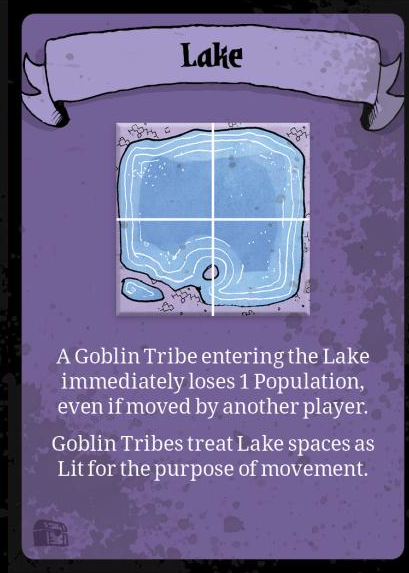 Lake
A Goblin Tribe entering the Lake
immediately loses 1 Population,
even if moved by another player.
Goblin Tribes treat Lake spaces as
Lit for the purpose of movement.